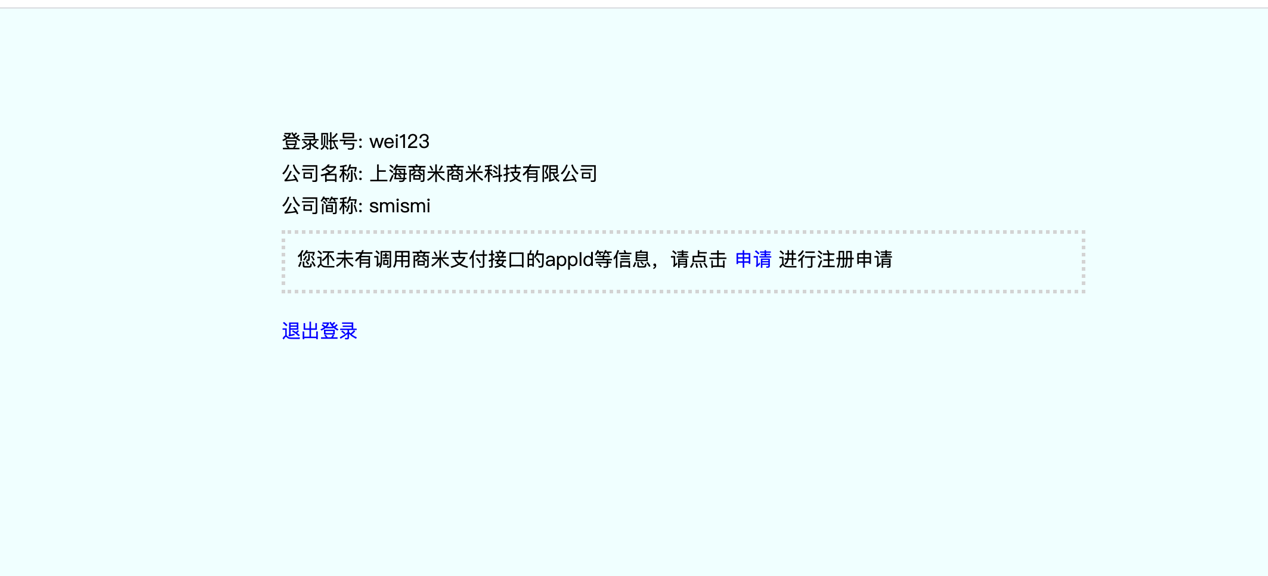 登录账号: wei123
公司名称: 上海商米商米科技有限公司
公司简称: smismi
您还未有调用商米支付接口的appId等信息，请点击 申请 进行注册申请
退出登录